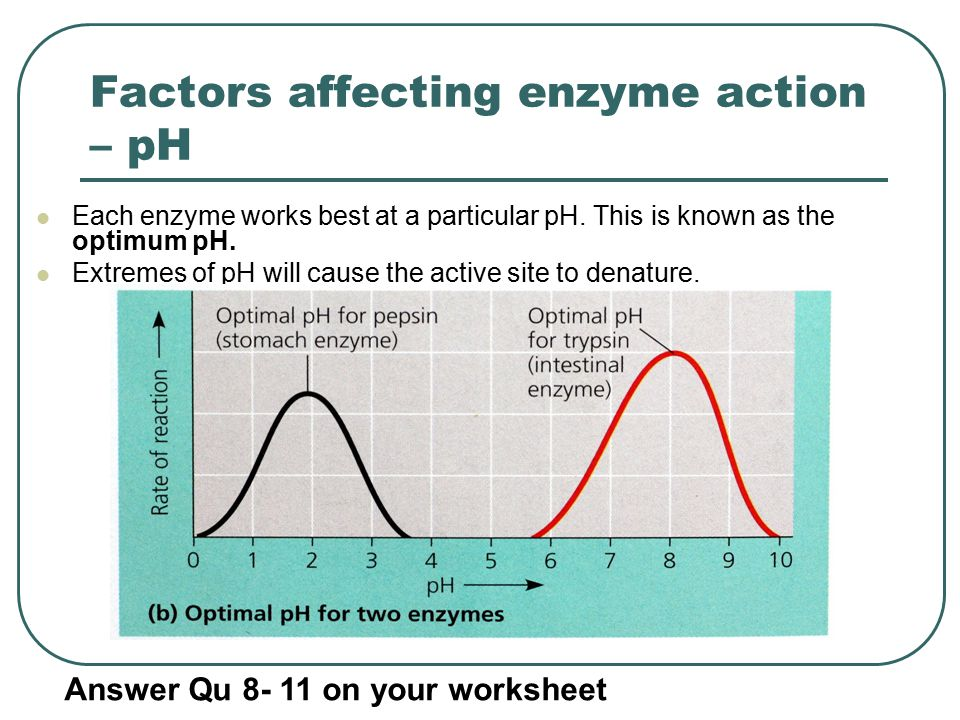 Factors affecting enzyme action
– pH
Each enzyme works best at a particular pH. This is known as the
optimum pH.
Extremes of pH will cause the active site to denature.
Optimal pH for pepsin
(stomach enzyme)
Optimal pH
for trypsin
(intestinal
enzyme)
Rate of reaction
0 1 2 3 4 5 6 7 8 9 10
pH
(b) Optimal pH for two enzymes
Answer Qu 8- 11 on your worksheet